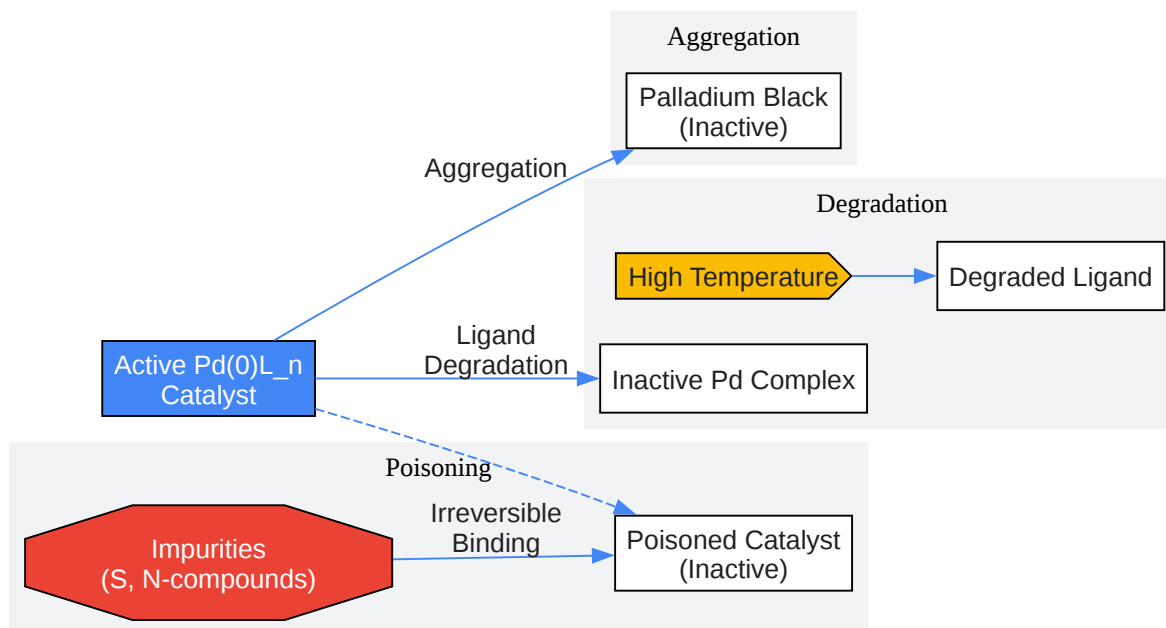 Aggregation
Palladium Black
(Inactive)
Aggregation
Degradation
High Temperature
Degraded Ligand
Ligand
Degradation
Active Pd(0)L_n
Catalyst
Inactive Pd Complex
Poisoning
Irreversible
Binding
Impurities
(S, N-compounds)
Poisoned Catalyst
(Inactive)